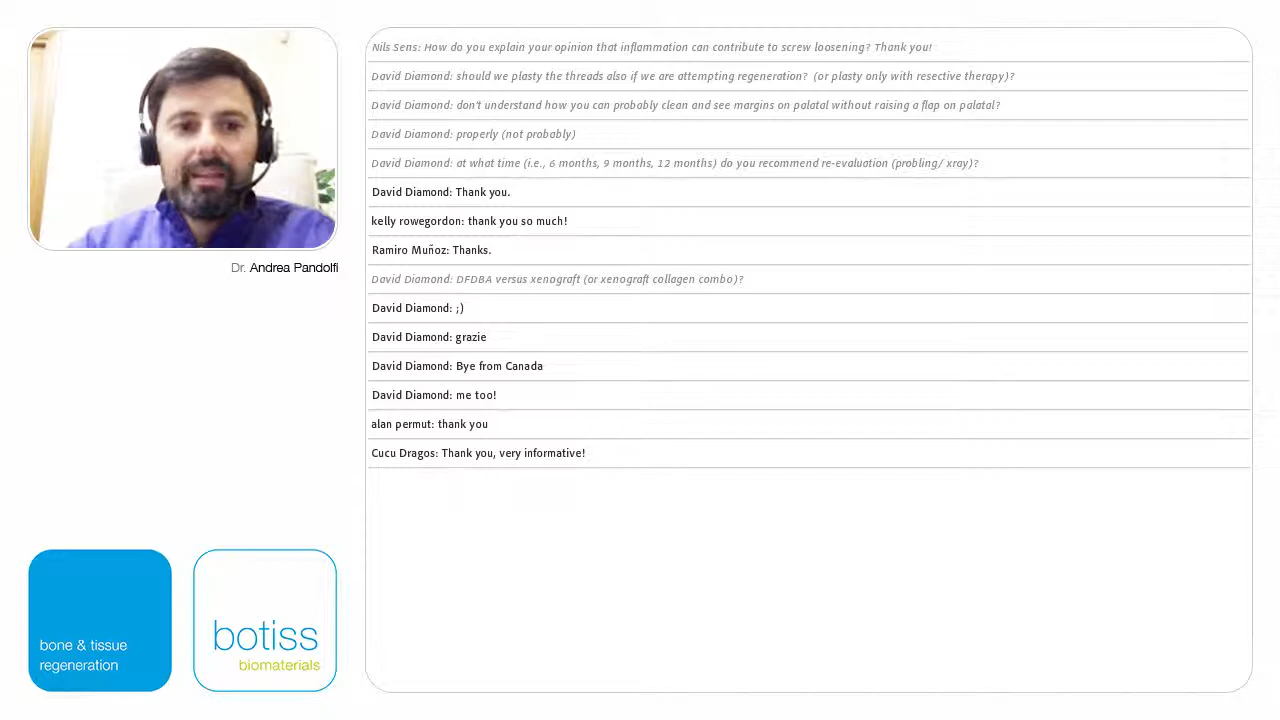 Nils Sens: How do you explain your opinion that inflammation can contribute to screw loosening? Thank you!
David Diamond: should we plasty the threads also if we are attempting regeneration? (or plasty only with resective therapy)?
David Diamond: don't understand how you can probably clean and see margins on palatal without raising a flap on palatal?
David Diamond: properly (not probably)
David Diamond: at what time (i.e., 6 months, 9 months, 12 months) do you recommend re-evaluation (probling/ xray)?
David Diamond: Thank you.
kelly rowegordon: thank you so much!
Ramiro Muñoz: Thanks.
David Diamond: DFDBA versus xenograft (or xenograft collagen combo)?
David Diamond: ;)
David Diamond: grazie
David Diamond: Bye from Canada
David Diamond: me too!
alan permut: thank you
Cucu Dragos: Thank you, very informative!
Dr. Andrea Pandolfi
bone & tissue
regeneration
botiss
biomaterials